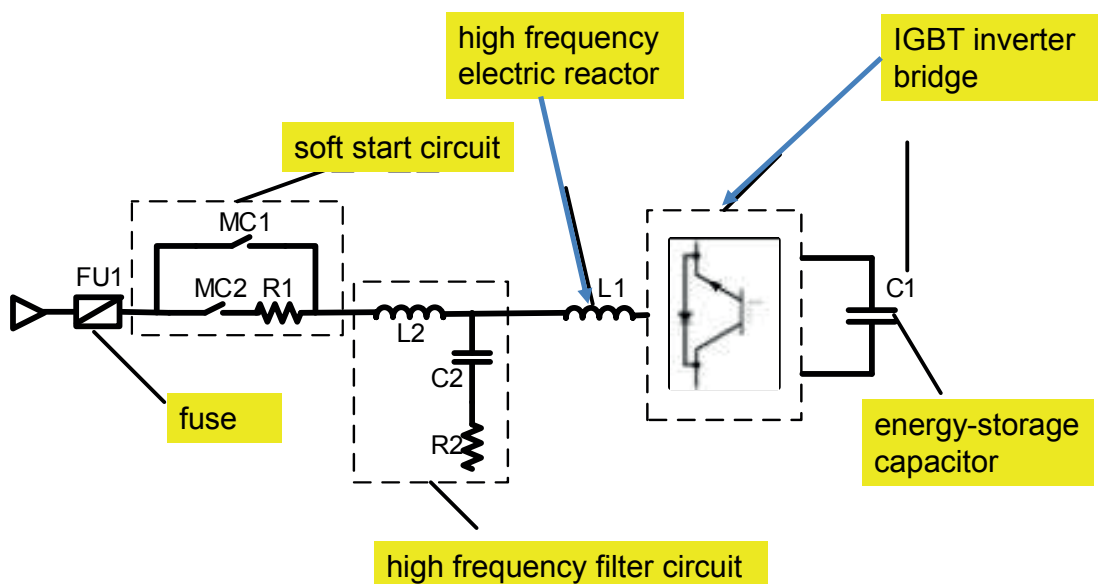 high frequency
electric reactor
IGBT inverter
bridge
soft start circuit
MC1
FU1
MC2
R1
L1
C1
L2
C2
R2
fuse
energy-storage
capacitor
high frequency filter circuit